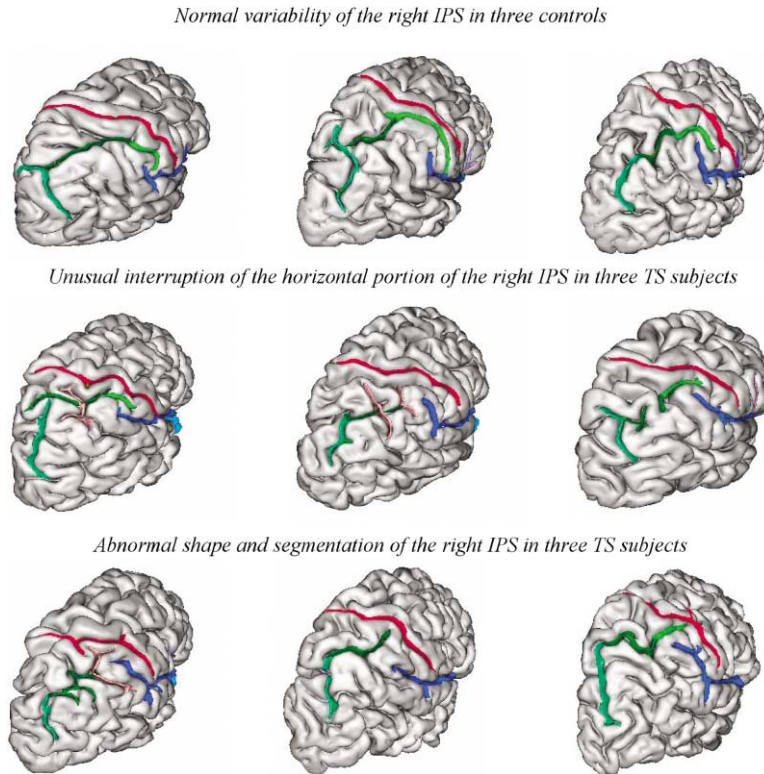 Normal variability of the right IPS in three controls
Unusual interruption of the horizontal portion of the right IPS in three TS subjects
Abnormal shape and segmentation of the right IPS in three TS subjects